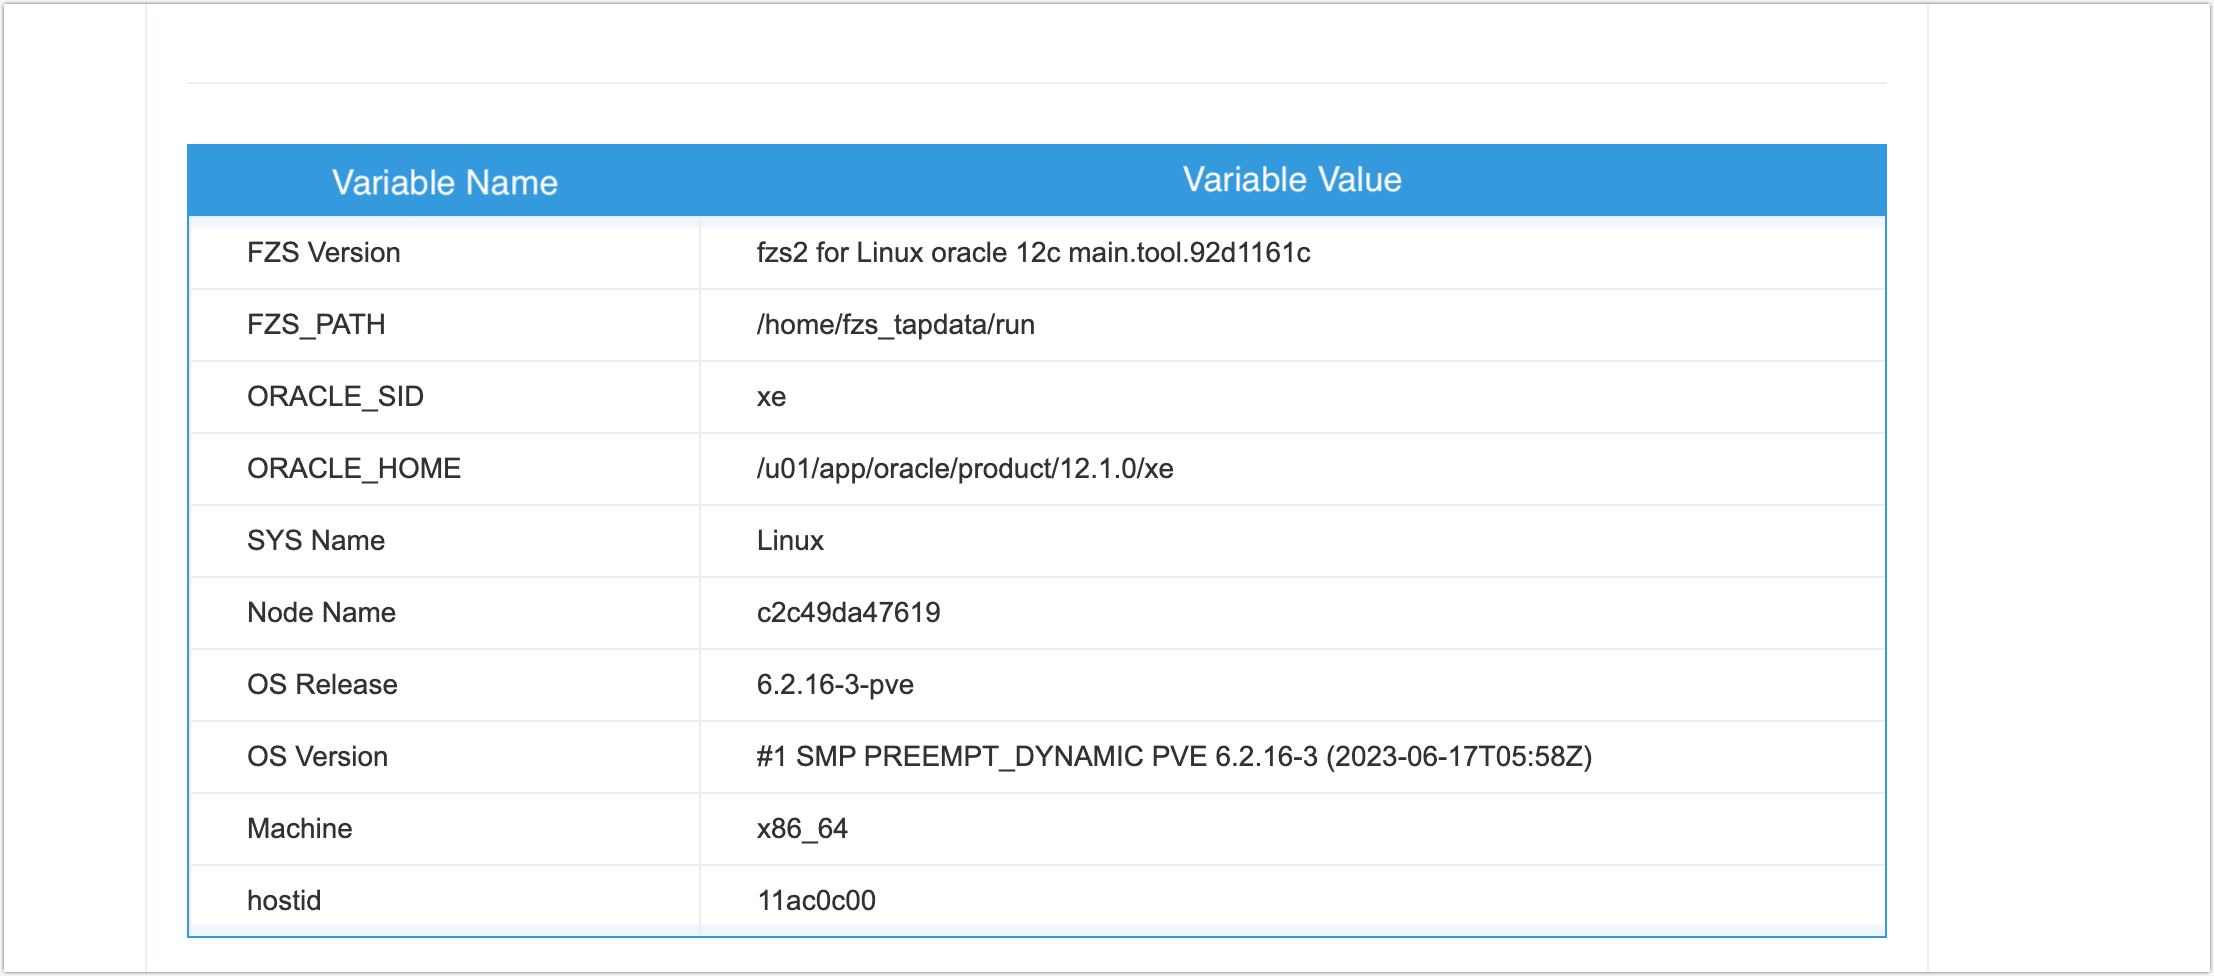 Variable Name Variable Value
FZS Version fzs2 for Linux oracle 12c main.tool.92d1161c
FZS_PATH /home/fzs_tapdata/run
ORACLE_SID xe
ORACLE_HOME /u01/app/oracle/product/12.1.0/xe
SYS Name Linux
Node Name c2c49da47619
OS Release 6.2.16-3-pve
OS Version #1 SMP PREEMPT_DYNAMIC PVE 6.2.16-3 (2023-06-17T05:58Z)
Machine x86_64
hostid 11ac0c00